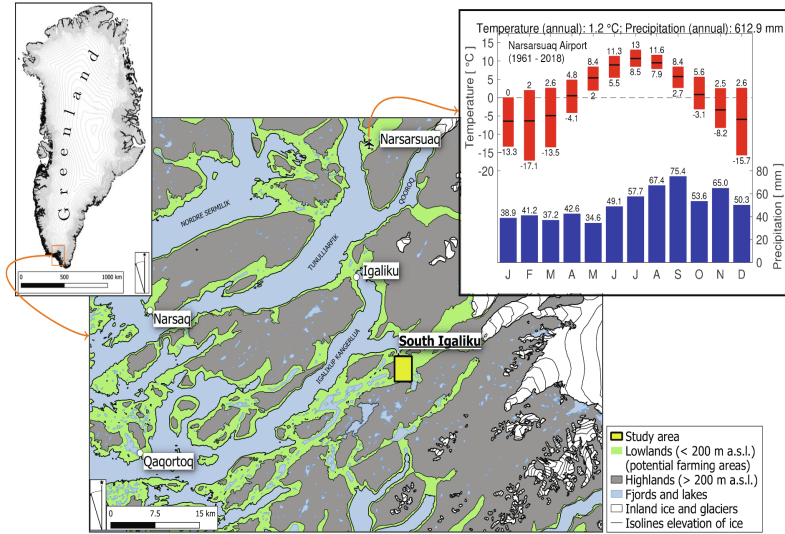 Greenland
0 500 1000 km
Temperature (annual): 1.2 °C; Precipitation (annual): 612.9 mm
Narsarsuaq Airport
(1961 - 2018)
Temperature [ °C]
15
10
5
0
-5
-10
-15
-20
0 2 2.6 4.8 8.4 11.3 13 11.6 8.4 5.6 2.5 2.6
-13.3 -17.1 -13.5 -4.1 2 5.5 8.5 7.9 2.7 -3.1 -8.2 -15.7
Precipitation [ mm]
80
60
40
20
0
38.9 41.2 37.2 42.6 34.6 49.1 57.7 67.4 75.4 53.6 65.0 50.3
J F M A M J J A S O N D
Narsarsuaq
QOOROQ
NORDRE SERMILIK
TUNULLIARFIK
Igaliku
Narsaq
South Igaliku
IGALIKUP KANGERLUA
Qaqortoq
0 7.5 15 km
Study area
Lowlands (< 200 m a.s.l.)
(potential farming areas)
Highlands (> 200 m a.s.l.)
Fjords and lakes
Inland ice and glaciers
Isolines elevation of ice